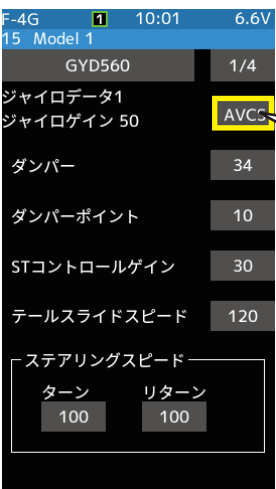 F-4G 1 10:01 6.6V
15 Model 1
GYD560 1/4
ジャイロデータ1
ジャイロゲイン 50 AVCS
ダンパー 34
ダンパーポイント 10
STコントロールゲイン 30
テールスライドスピード 120
ステアリングスピード
ターン リターン
100 100